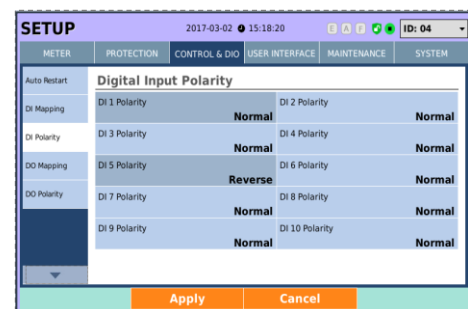 SETUP
2017-03-02 15:18:20
E A F
ID: 04
METER PROTECTION CONTROL & DIO USER INTERFACE MAINTENANCE SYSTEM
Auto Restart
DI Mapping
DI Polarity
DO Mapping
DO Polarity
Digital Input Polarity
DI 1 Polarity
Normal
DI 2 Polarity
Normal
DI 3 Polarity
Normal
DI 4 Polarity
Normal
DI 5 Polarity
Reverse
DI 6 Polarity
Normal
DI 7 Polarity
Normal
DI 8 Polarity
Normal
DI 9 Polarity
Normal
DI 10 Polarity
Normal
Apply Cancel